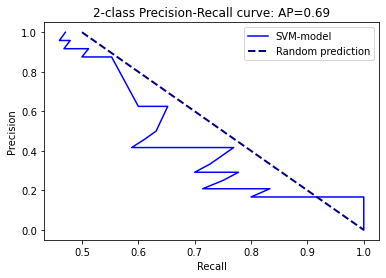 2-class Precision-Recall curve: AP=0.69
SVM-model
Random prediction
Precision
1.0
0.8
0.6
0.4
0.2
0.0
0.5 0.6 0.7 0.8 0.9 1.0
Recall